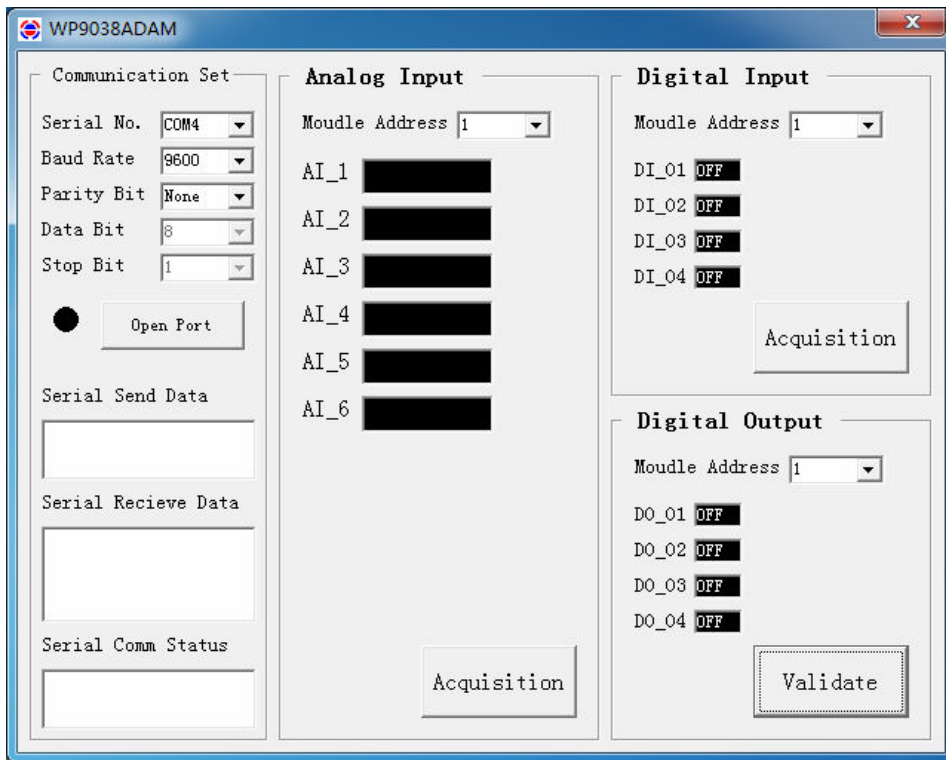 WP9038ADAM
Communication Set
Serial No. COM4
Baud Rate 9600
Parity Bit None
Data Bit 8
Stop Bit 1
Open Port
Serial Send Data
Serial Recieve Data
Serial Comm Status
Analog Input
Moudle Address 1
AI_1
AI_2
AI_3
AI_4
AI_5
AI_6
Acquisition
Digital Input
Moudle Address 1
DI_01 OFF
DI_02 OFF
DI_03 OFF
DI_04 OFF
Acquisition
Digital Output
Moudle Address 1
DO_01 OFF
DO_02 OFF
DO_03 OFF
DO_04 OFF
Validate